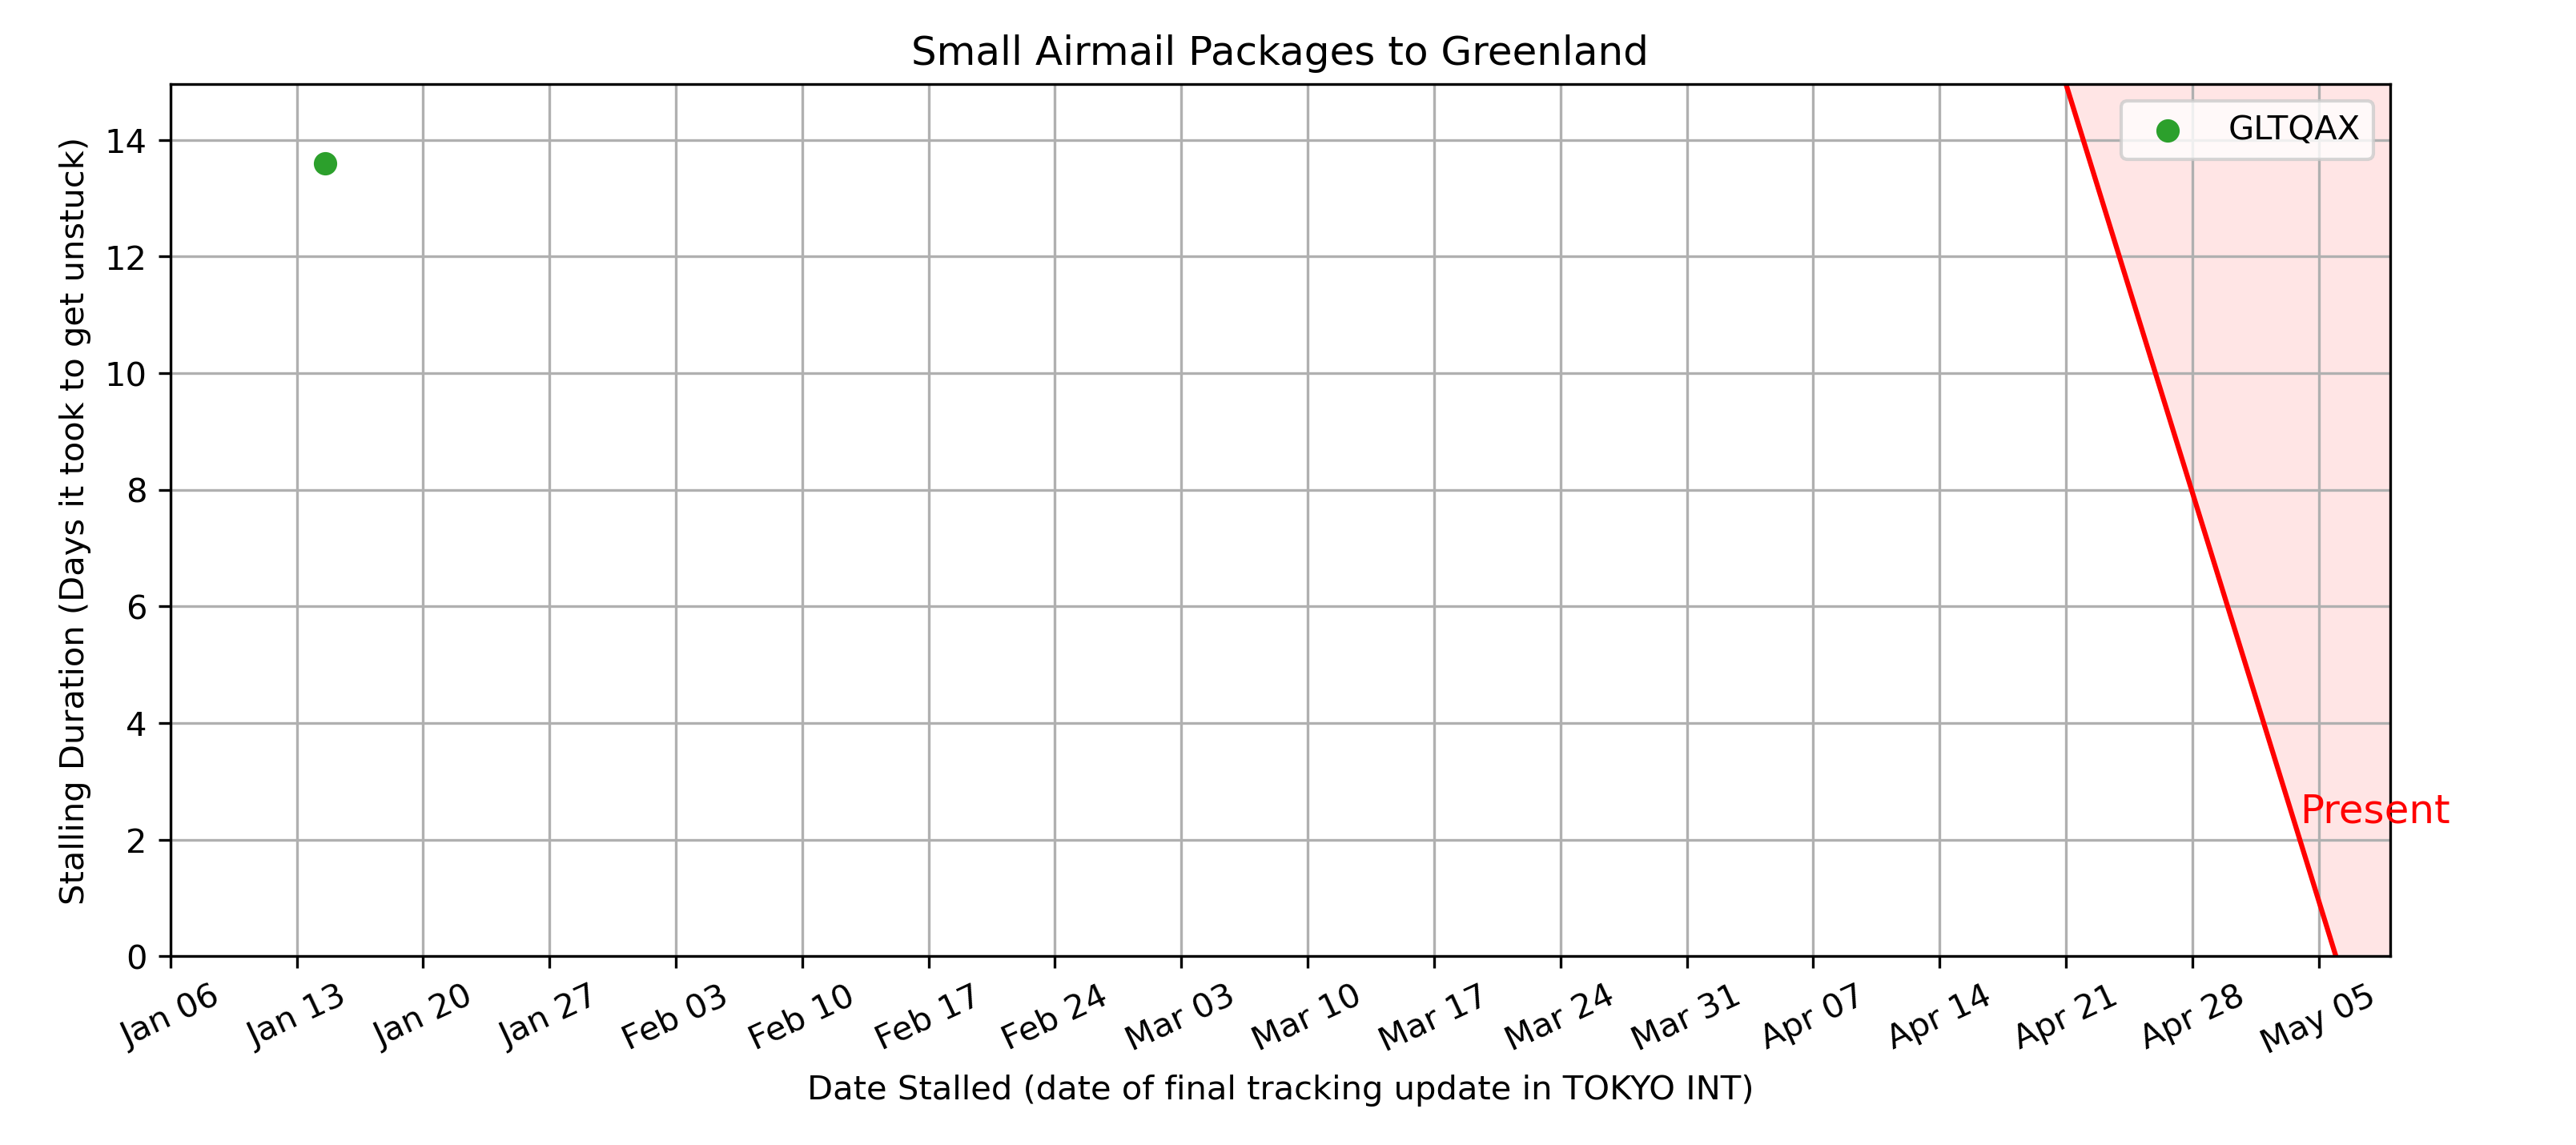 Small Airmail Packages to Greenland
GLTQAX
Stalling Duration (Days it took to get unstuck)
14
12
10
8
6
4
2
0
Present
Jan 06 Jan 13 Jan 20 Jan 27 Feb 03 Feb 10 Feb 17 Feb 24 Mar 03 Mar 10 Mar 17 Mar 24 Mar 31 Apr 07 Apr 14 Apr 21 Apr 28 May 05
Date Stalled (date of final tracking update in TOKYO INT)